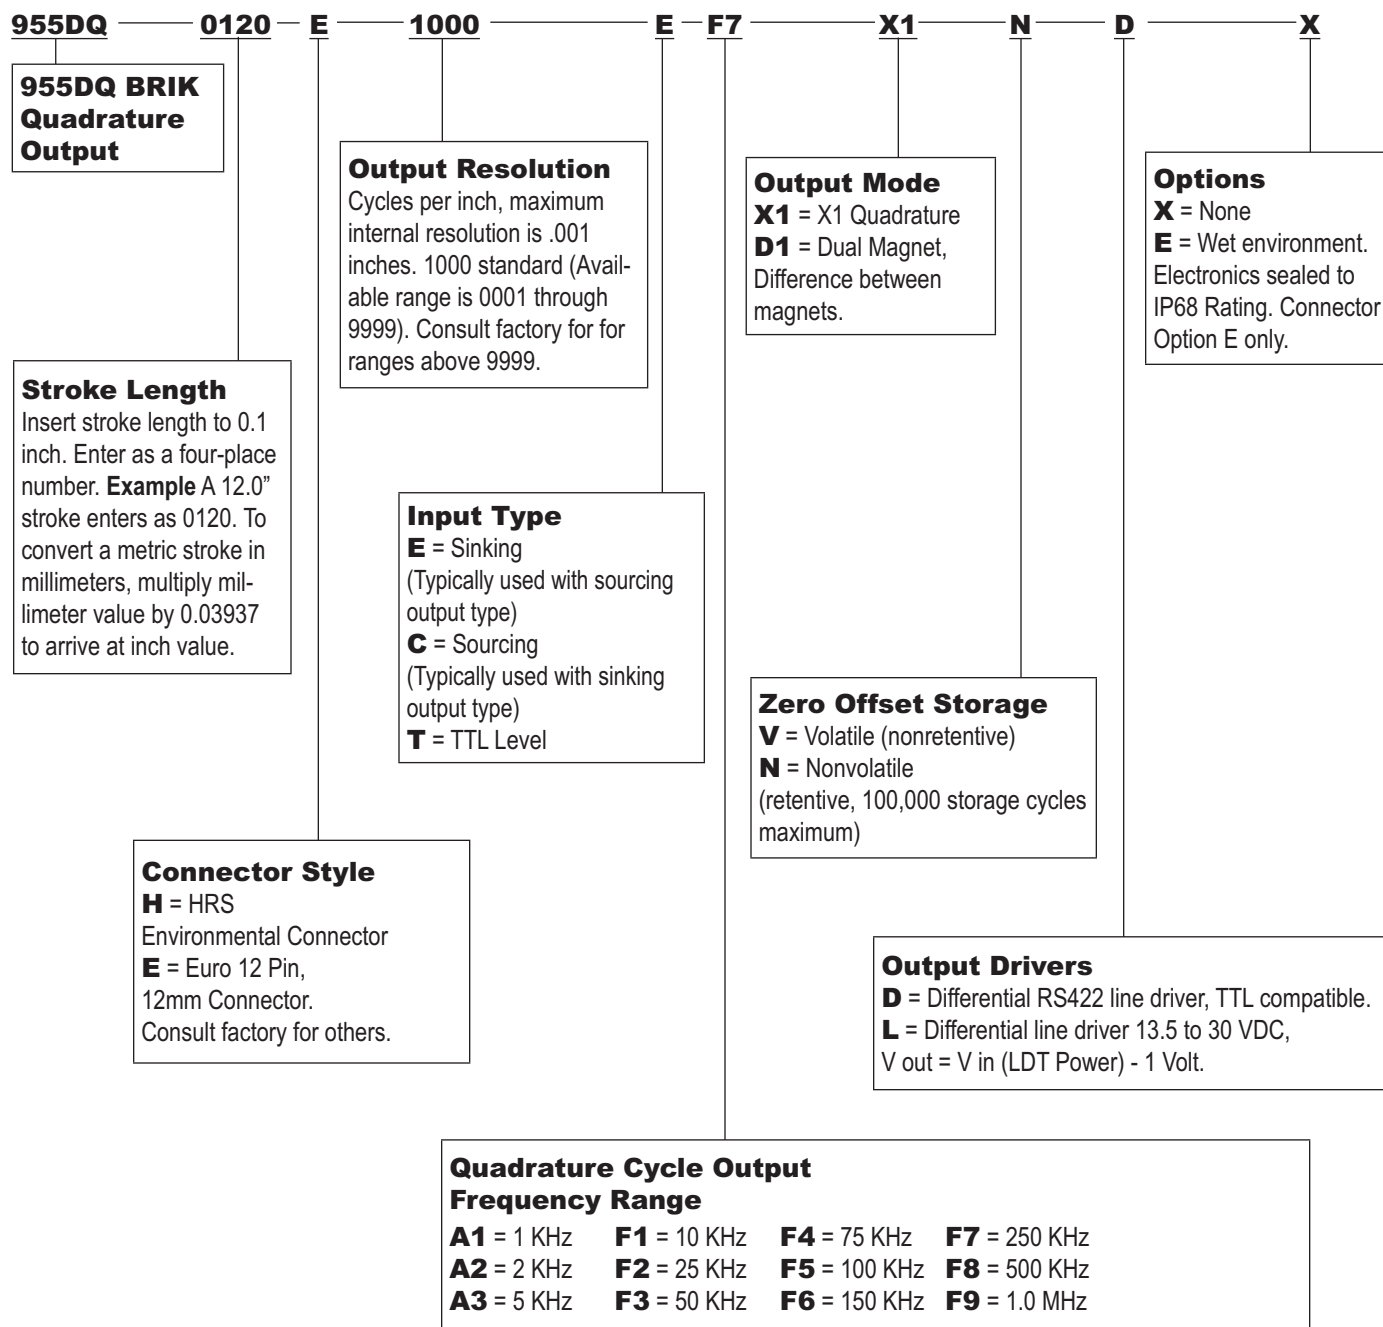 955DQ 0120 E 1000 E F7 X1 N D X
955DQ BRIK
Quadrature
Output
Output Resolution
Cycles per inch, maximum
internal resolution is .001
inches. 1000 standard (Avail-
able range is 0001 through
9999). Consult factory for for
ranges above 9999.
Output Mode
X1 = X1 Quadrature
D1 = Dual Magnet,
Difference between
magnets.
Options
X = None
E = Wet environment.
Electronics sealed to
IP68 Rating. Connector
Option E only.
Stroke Length
Insert stroke length to 0.1
inch. Enter as a four-place
number. Example A 12.0”
stroke enters as 0120. To
convert a metric stroke in
millimeters, multiply mil-
limeter value by 0.03937
to arrive at inch value.
Input Type
E = Sinking
(Typically used with sourcing
output type)
C = Sourcing
(Typically used with sinking
output type)
T = TTL Level
Zero Offset Storage
V = Volatile (nonretentive)
N = Nonvolatile
(retentive, 100,000 storage cycles
maximum)
Connector Style
H = HRS
Environmental Connector
E = Euro 12 Pin,
12mm Connector.
Consult factory for others.
Output Drivers
D = Differential RS422 line driver, TTL compatible.
L = Differential line driver 13.5 to 30 VDC,
V out = V in (LDT Power) - 1 Volt.
Quadrature Cycle Output
Frequency Range
A1 = 1 KHz F1 = 10 KHz F4 = 75 KHz F7 = 250 KHz
A2 = 2 KHz F2 = 25 KHz F5 = 100 KHz F8 = 500 KHz
A3 = 5 KHz F3 = 50 KHz F6 = 150 KHz F9 = 1.0 MHz